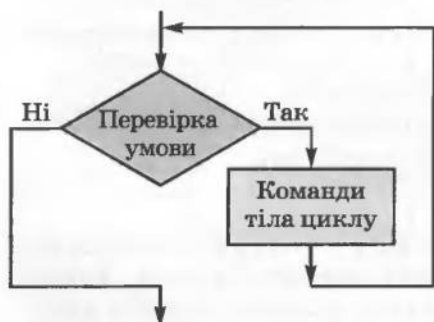 Ні
Так
Перевірка
умови
Команди
тіла циклу